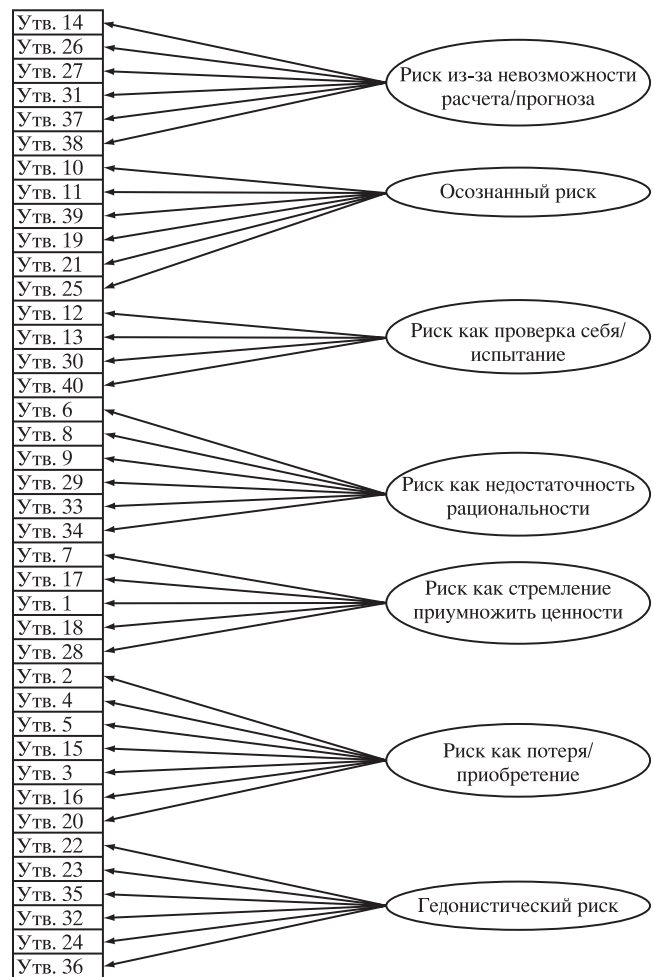 Утв. 14
Утв. 26
Утв. 27
Утв. 31
Утв. 37
Утв. 38
Риск из-за невозможности
расчета/прогноза
Утв. 10
Утв. 11
Утв. 39
Утв. 19
Утв. 21
Утв. 25
Осознанный риск
Утв. 12
Утв. 13
Утв. 30
Утв. 40
Риск как проверка себя/
испытание
Утв. 6
Утв. 8
Утв. 9
Утв. 29
Утв. 33
Утв. 34
Риск как недостаточность
рациональности
Утв. 7
Утв. 17
Утв. 1
Утв. 18
Утв. 28
Риск как стремление
приумножить ценности
Утв. 2
Утв. 4
Утв. 5
Утв. 15
Утв. 3
Утв. 16
Утв. 20
Риск как потеря/
приобретение
Утв. 22
Утв. 23
Утв. 35
Утв. 32
Утв. 24
Утв. 36
Гедонистический риск